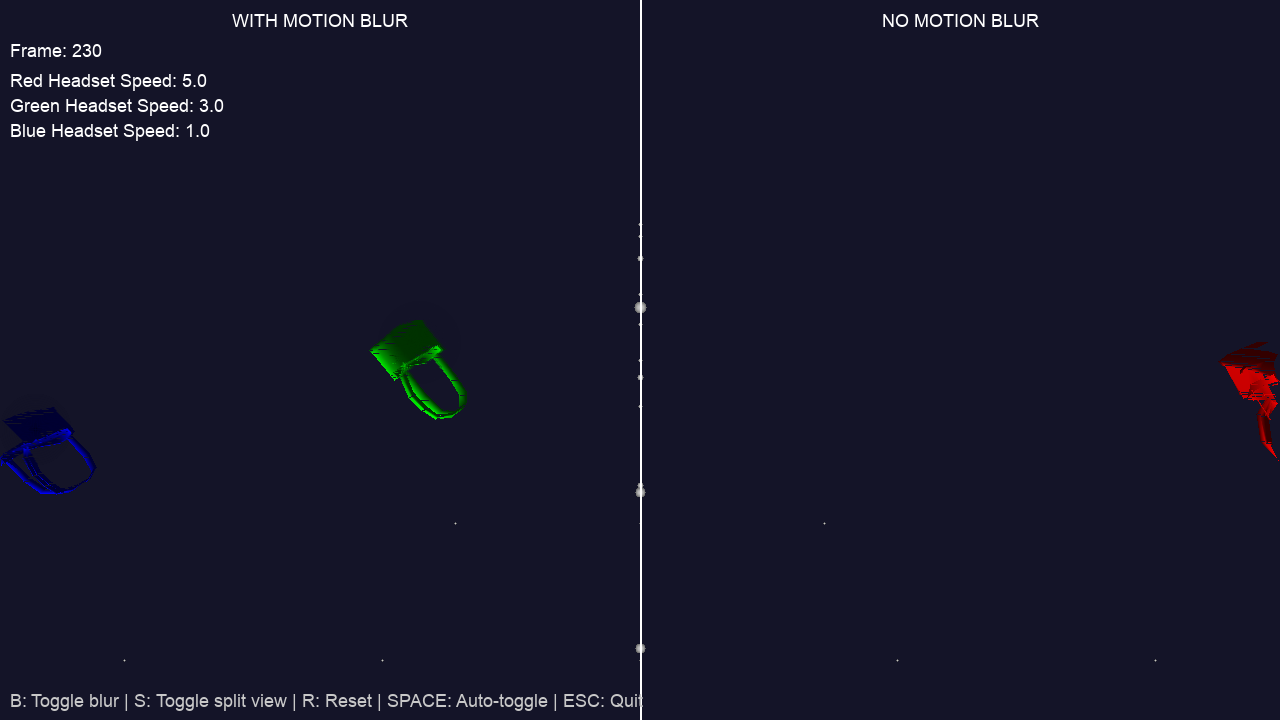 WITH MOTION BLUR
NO MOTION BLUR
Frame: 230
Red Headset Speed: 5.0
Green Headset Speed: 3.0
Blue Headset Speed: 1.0
B: Toggle blur | S: Toggle split view | R: Reset | SPACE: Auto-toggle | ESC: Quit